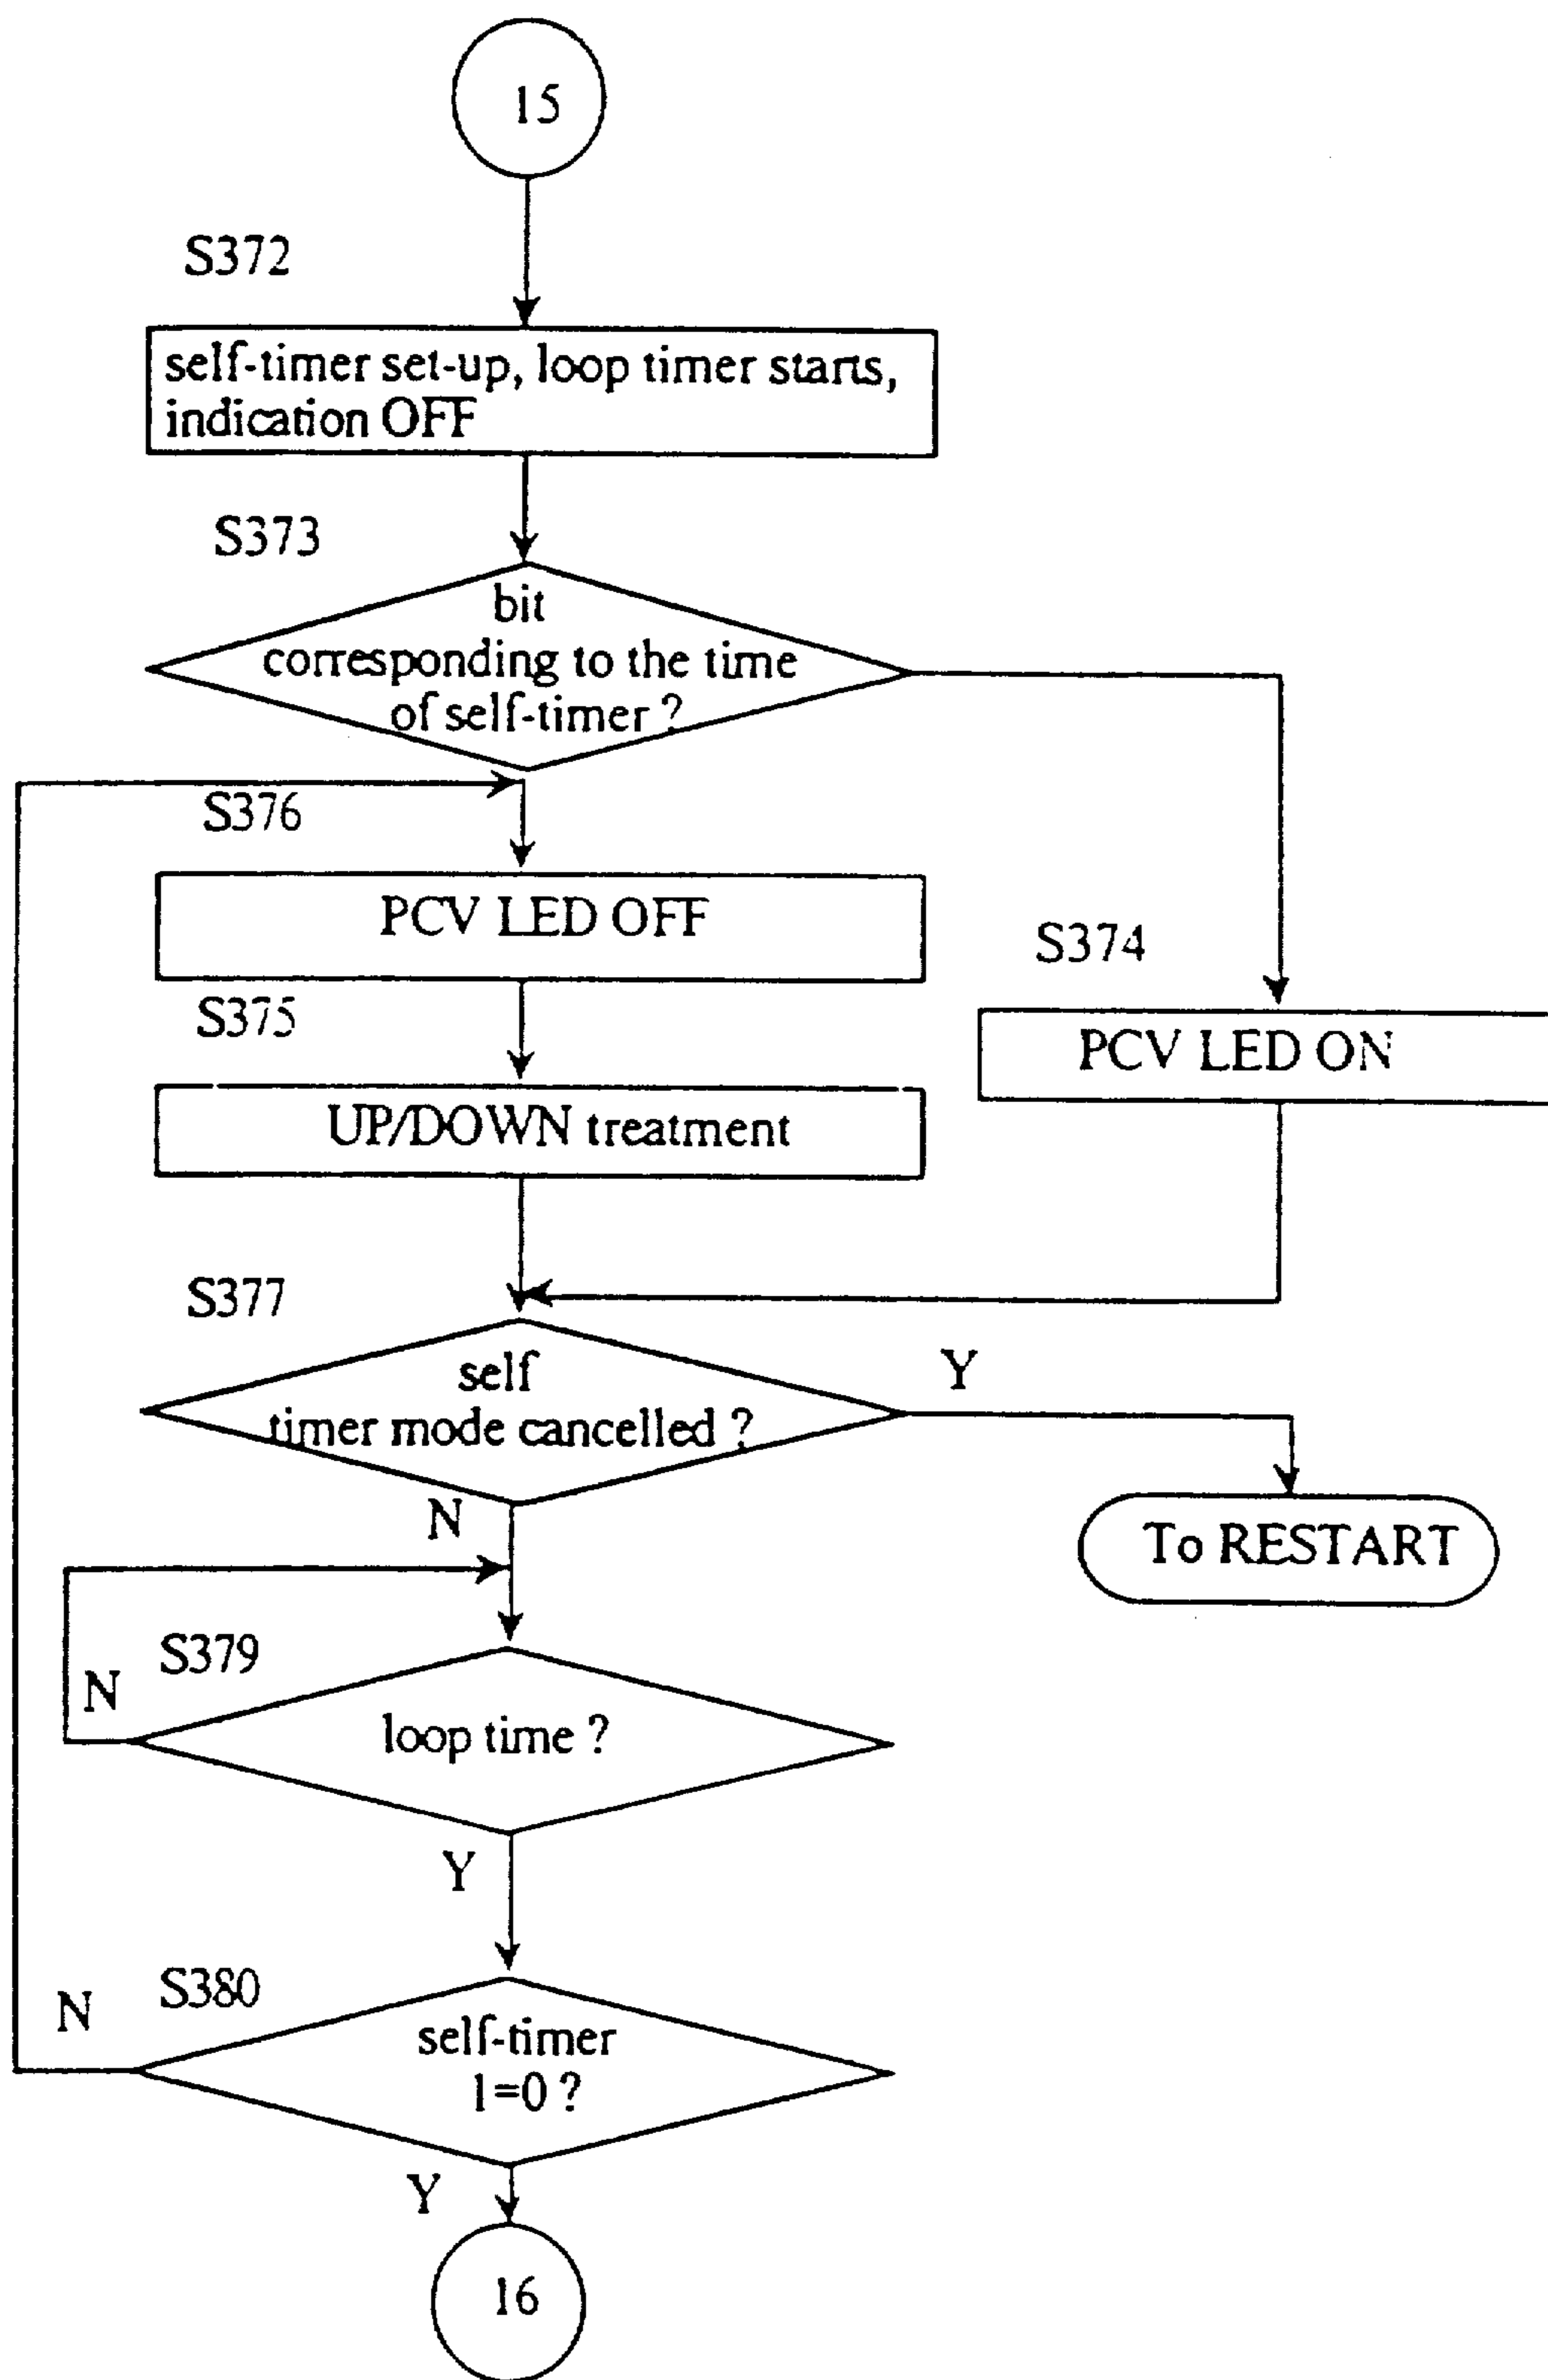 15
S372
self-timer set-up, loop timer starts,
indication OFF
S373
bit
corresponding to the time
of self-timer ?
S376
PCV LED OFF
S374
S375
PCV LED ON
UP/DOWN treatment
S377
self
timer mode cancelled ?
Y
N
To RESTART
S379
N
loop time ?
Y
S380
N
self-timer
1=0 ?
Y
16